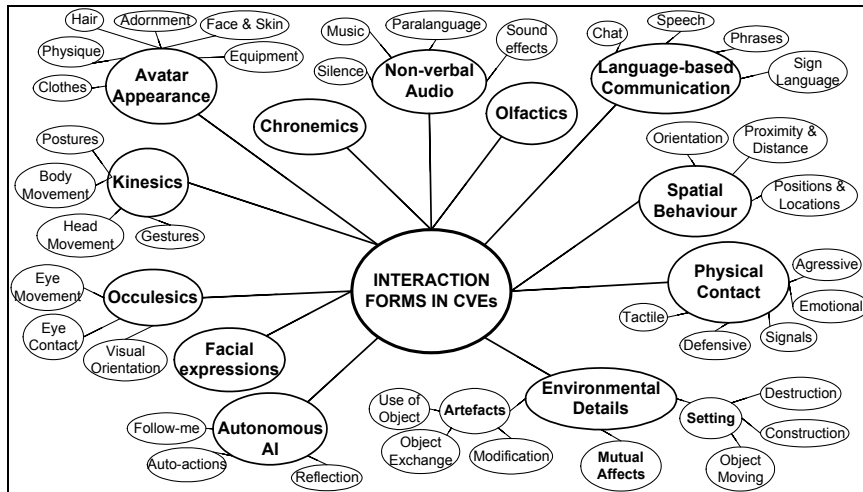 Hair
Adornment
Face & Skin
Physique
Equipment
Clothes
Avatar
Appearance
Music
Paralanguage
Sound
effects
Silence
Non-verbal
Audio
Chat
Speech
Phrases
Sign
Language
Language-based
Communication
Chronemics
Olfactics
Postures
Body
Movement
Head
Movement
Gestures
Kinesics
Orientation
Proximity &
Distance
Positions &
Locations
Spatial
Behaviour
INTERACTION
FORMS IN CVEs
Eye
Movement
Eye
Contact
Visual
Orientation
Occulesics
Facial
expressions
Physical
Contact
Agressive
Emotional
Tactile
Defensive
Signals
Autonomous
AI
Follow-me
Auto-actions
Reflection
Environmental
Details
Artefacts
Use of
Object
Object
Exchange
Modification
Mutual
Affects
Setting
Destruction
Construction
Object
Moving